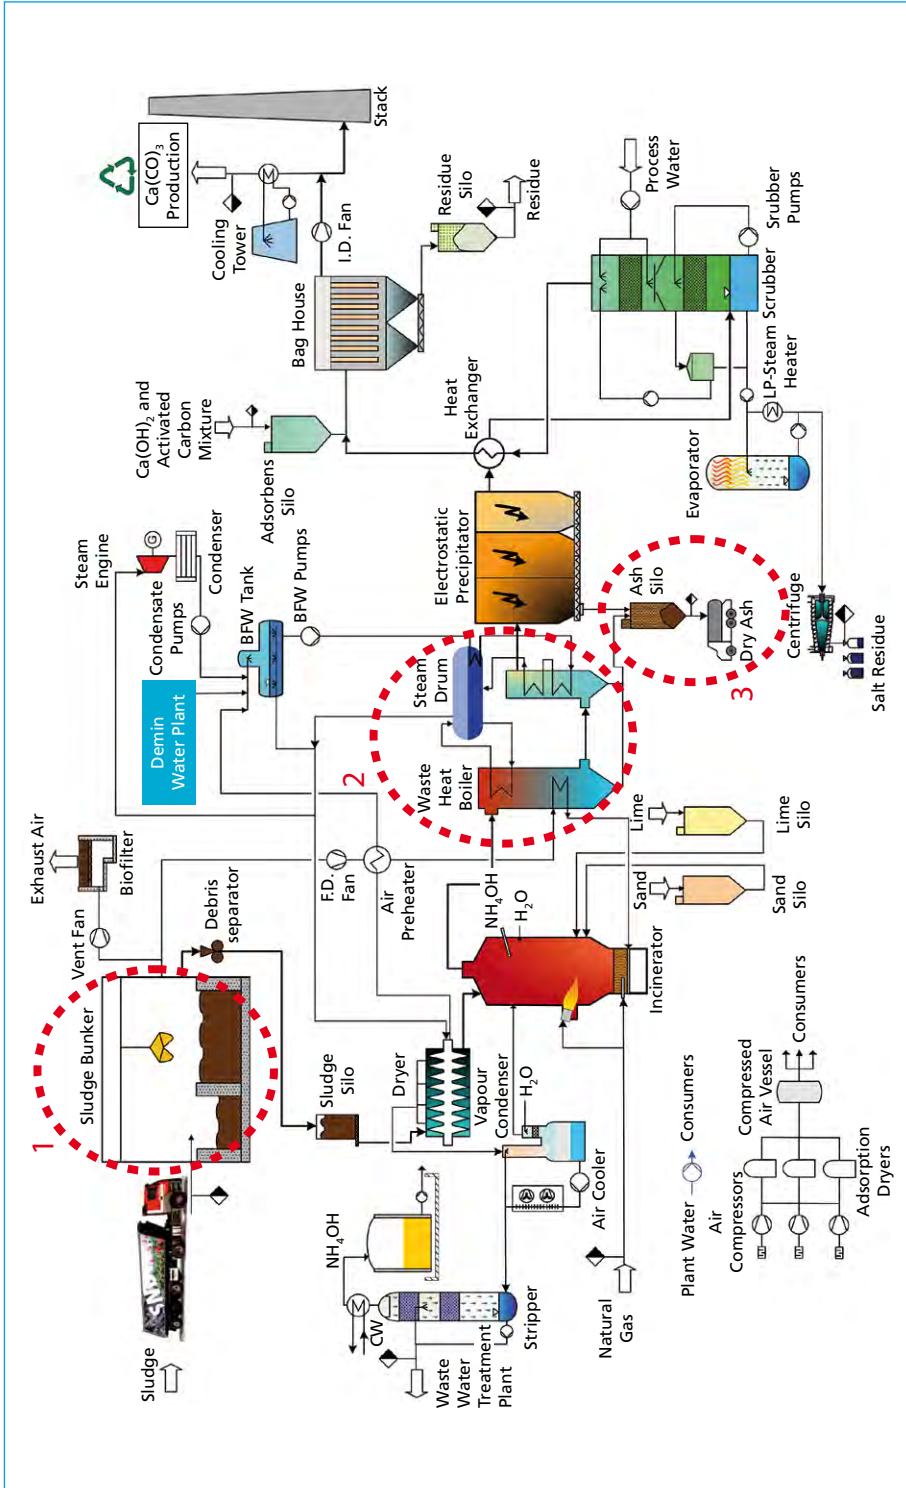 Sludge
1
Sludge Bunker
Vent Fan
Exhaust Air
Biofilter
Debris
separator
Sludge
Silo
Dryer
Vapour
Condenser
H₂O
Air Cooler
NH₄OH
CW
Waste
Water
Treatment
Plant
Stripper
Natural
Gas
F.D.
Fan
Air
Preheater
NH₄OH
H₂O
Incinerator
Sand
Sand
Silo
Lime
Lime
Silo
Demin
Water Plant
Steam
Engine
G
Condensate
Pumps
Condenser
BFW Tank
BFW Pumps
2
Steam
Drum
Waste
Heat
Boiler
Electrostatic
Precipitator
3
Ash
Silo
Dry Ash
Ca(OH)₂ and
Activated
Carbon
Mixture
Adsorbens
Silo
Heat
Exchanger
Bag House
I.D. Fan
Residue
Silo
Residue
Cooling
Tower
Ca(CO)₃
Production
Stack
Process
Water
Srubber
Pumps
Scrubber
LP-Steam
Heater
Evaporator
Centrifuge
Salt Residue
Plant Water
Consumers
Air
Compressors
Compressed
Air Vessel
Consumers
Adsorption
Dryers